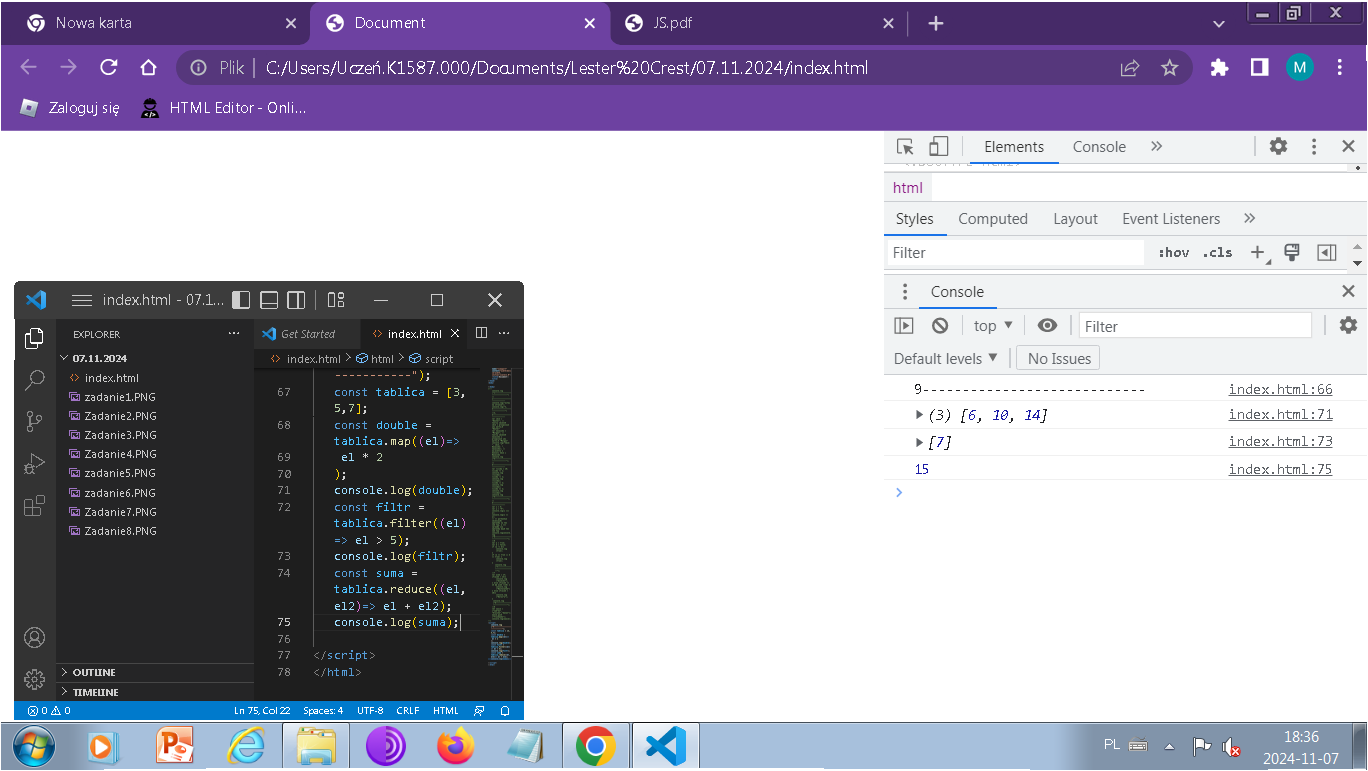 Nowa karta
Document
JS.pdf
Plik | C:/Users/Uczeń.K1587.000/Documents/Lester%20Crest/07.11.2024/index.html
M
Zaloguj się
HTML Editor - Onli...
Elements
Console
html
Styles
Computed
Layout
Event Listeners
Filter
:hov
.cls
Console
top
Filter
Default levels
No Issues
9---------------------------- index.html:66
(3) [6, 10, 14] index.html:71
[7] index.html:73
15 index.html:75
index.html - 07.1...
EXPLORER
07.11.2024
index.html
zadanie1.PNG
Zadanie2.PNG
Zadanie3.PNG
Zadanie4.PNG
zadanie5.PNG
zadanie6.PNG
Zadanie7.PNG
Zadanie8.PNG
OUTLINE
TIMELINE
Get Started
index.html
index.html > html > script
------------");
67 const tablica = [3,
5,7];
68 const double =
tablica.map((el)=>
69 el * 2
70 );
71 console.log(double);
72 const filtr =
tablica.filter((el)
=> el > 5);
73 console.log(filtr);
74 const suma =
tablica.reduce((el,
el2)=> el + el2);
75 console.log(suma);
76
77 </script>
78 </html>
0 0
Ln 75, Col 22
Spaces: 4
UTF-8
CRLF
HTML
PL
18:36
2024-11-07